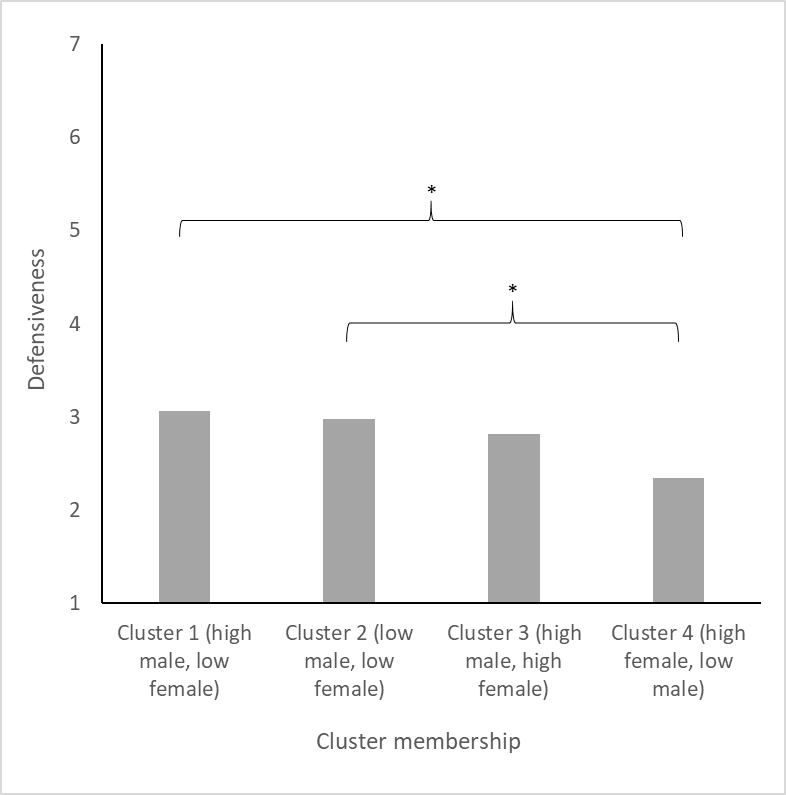 7
6
5
4
3
2
1
Defensiveness
*
*
Cluster 1 (high
male, low
female)
Cluster 2 (low
male, low
female)
Cluster 3 (high
male, high
female)
Cluster 4 (high
female, low
male)
Cluster membership